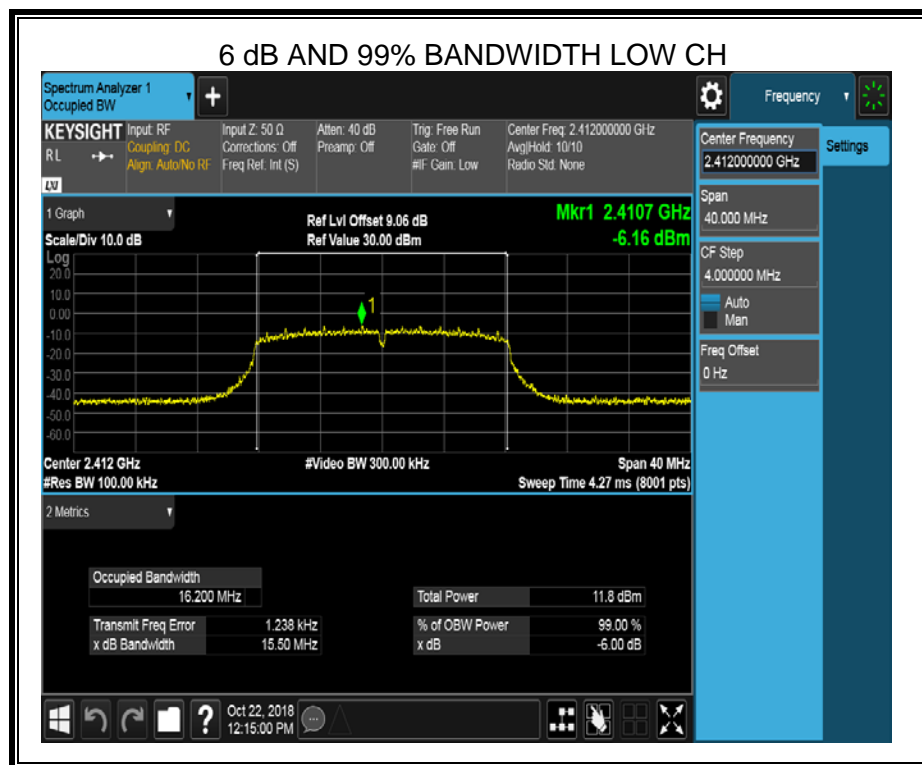 6 dB AND 99% BANDWIDTH LOW CH
Spectrum Analyzer 1
Occupied BW
Frequency
KEYSIGHT
RL
LXI
Input: RF
Coupling: DC
Align: Auto/No RF
Input Z: 50 Ω
Corrections: Off
Freq Ref: Int (S)
Atten: 40 dB
Preamp: Off
Trig: Free Run
Gate: Off
#IF Gain: Low
Center Freq: 2.412000000 GHz
Avg|Hold: 10/10
Radio Std: None
Center Frequency
2.412000000 GHz
Settings
Span
40.000 MHz
CF Step
4.000000 MHz
Auto
Man
Freq Offset
0 Hz
1 Graph
Scale/Div 10.0 dB
Ref Lvl Offset 9.06 dB
Ref Value 30.00 dBm
Mkr1 2.4107 GHz
-6.16 dBm
Log
20.0
10.0
0.00
-10.0
-20.0
-30.0
-40.0
-50.0
-60.0
1
Center 2.412 GHz
#Video BW 300.00 kHz
Span 40 MHz
#Res BW 100.00 kHz
Sweep Time 4.27 ms (8001 pts)
2 Metrics
Occupied Bandwidth
16.200 MHz
Total Power 11.8 dBm
Transmit Freq Error 1.238 kHz
% of OBW Power 99.00 %
x dB Bandwidth 15.50 MHz
x dB -6.00 dB
?
Oct 22, 2018
12:15:00 PM